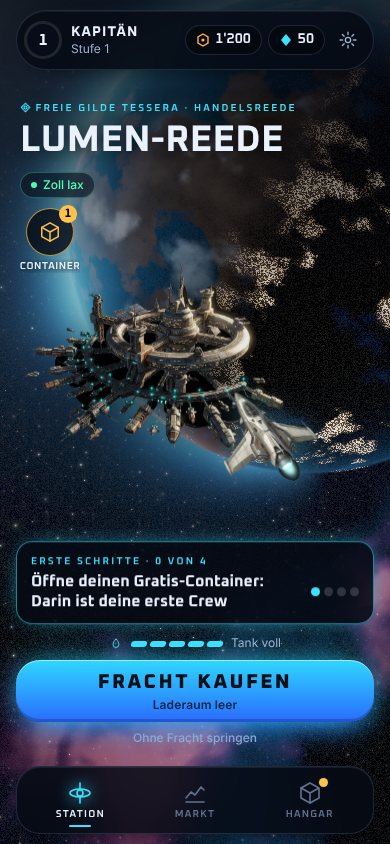 1
KAPITÄN
Stufe 1
1'200
50
FREIE GILDE TESSERA · HANDELSREEDE
LUMEN-REEDE
Zoll lax
1
CONTAINER
ERSTE SCHRITTE · 0 VON 4
Öffne deinen Gratis-Container:
Darin ist deine erste Crew
Tank voll
FRACHT KAUFEN
Laderaum leer
Ohne Fracht springen
STATION
MARKT
HANGAR